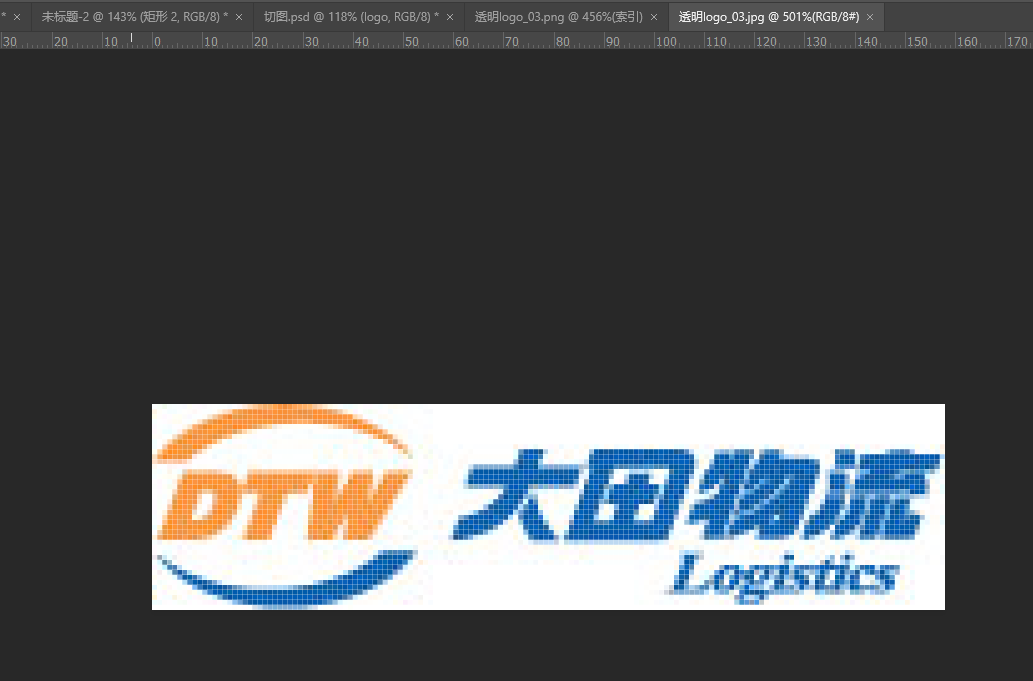 * × 未标题-2 @ 143% (矩形 2, RGB/8) * × 切图.psd @ 118% (logo, RGB/8) * × 透明logo_03.png @ 456%(索引) × 透明logo_03.jpg @ 501%(RGB/8#) ×
30 20 10 0 10 20 30 40 50 60 70 80 90 100 110 120 130 140 150 160 170
DTW 大田物流
Logistics